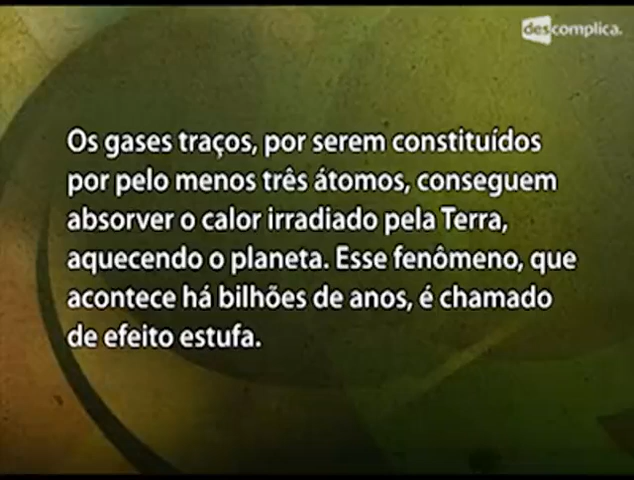 descomplica.
Os gases traços, por serem constituídos
por pelo menos três átomos, conseguem
absorver o calor irradiado pela Terra,
aquecendo o planeta. Esse fenômeno, que
acontece há bilhões de anos, é chamado
de efeito estufa.